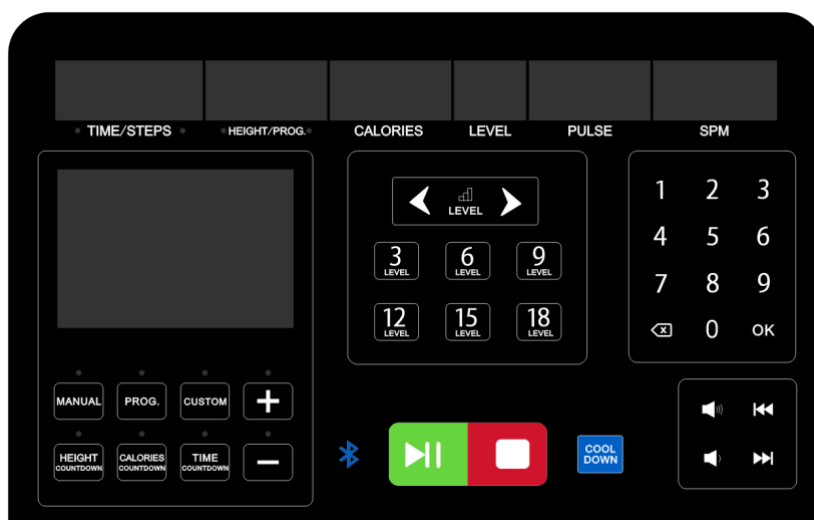 TIME/STEPS HEIGHT/PROG. CALORIES LEVEL PULSE SPM
LEVEL
3 LEVEL 6 LEVEL 9 LEVEL
12 LEVEL 15 LEVEL 18 LEVEL
1 2 3
4 5 6
7 8 9
0 OK
MANUAL PROG. CUSTOM +
HEIGHT COUNTDOWN CALORIES COUNTDOWN TIME COUNTDOWN −
COOL
DOWN